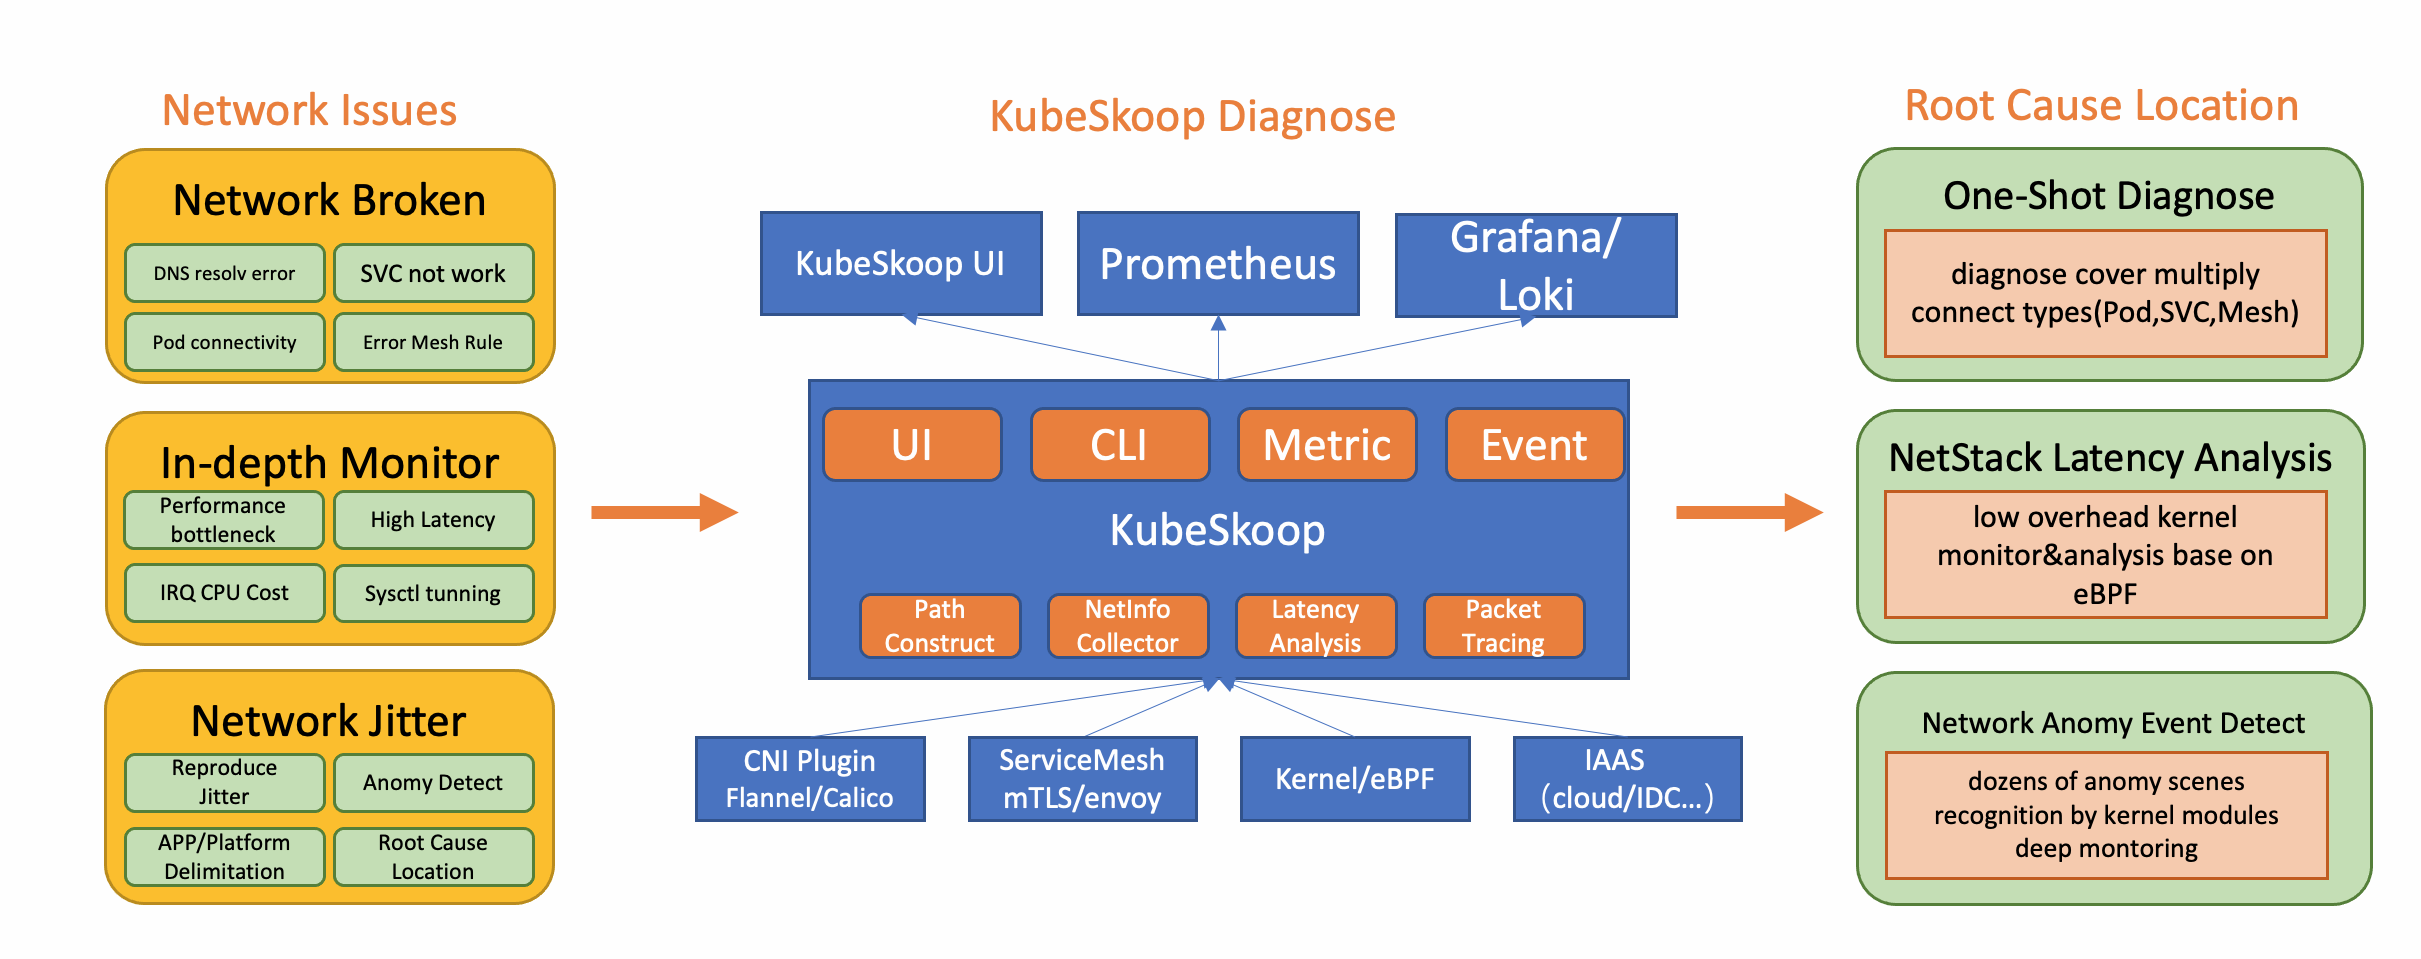 Network Issues
Network Broken
DNS resolv error
SVC not work
Pod connectivity
Error Mesh Rule
In-depth Monitor
Performance
bottleneck
High Latency
IRQ CPU Cost
Sysctl tunning
Network Jitter
Reproduce
Jitter
Anomy Detect
APP/Platform
Delimitation
Root Cause
Location
KubeSkoop Diagnose
KubeSkoop UI
Prometheus
Grafana/
Loki
UI
CLI
Metric
Event
KubeSkoop
Path
Construct
NetInfo
Collector
Latency
Analysis
Packet
Tracing
CNI Plugin
Flannel/Calico
ServiceMesh
mTLS/envoy
Kernel/eBPF
IAAS
（cloud/IDC...）
Root Cause Location
One-Shot Diagnose
diagnose cover multiply
connect types(Pod,SVC,Mesh)
NetStack Latency Analysis
low overhead kernel
monitor&analysis base on
eBPF
Network Anomy Event Detect
dozens of anomy scenes
recognition by kernel modules
deep montoring